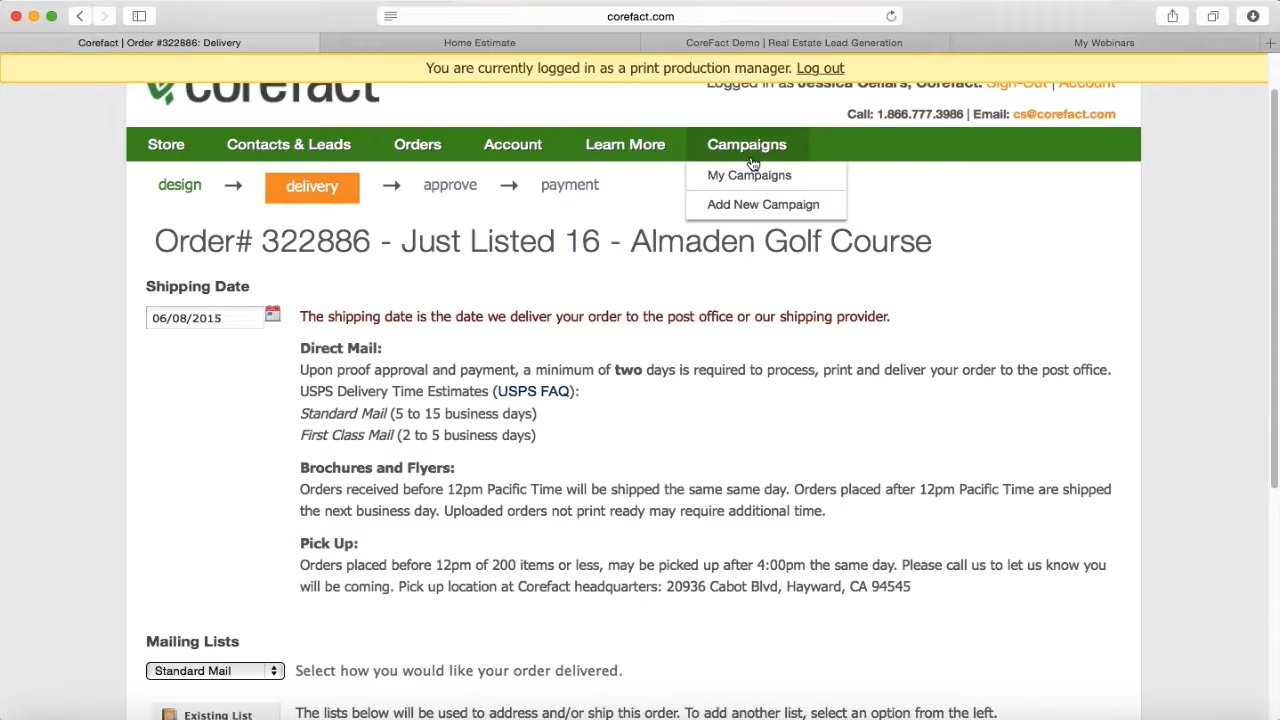 corefact.com
Corefact | Order #322886: Delivery
Home Estimate
CoreFact Demo | Real Estate Lead Generation
My Webinars
You are currently logged in as a print production manager. Log out
corefact
Logged in as Jessica Cellars, Corefact. Sign-Out | Account
Call: 1.866.777.3986 | Email: cs@corefact.com
Store
Contacts & Leads
Orders
Account
Learn More
Campaigns
My Campaigns
Add New Campaign
design → delivery → approve → payment
Order# 322886 - Just Listed 16 - Almaden Golf Course
Shipping Date
06/08/2015
The shipping date is the date we deliver your order to the post office or our shipping provider.
Direct Mail:
Upon proof approval and payment, a minimum of two days is required to process, print and deliver your order to the post office.
USPS Delivery Time Estimates (USPS FAQ):
Standard Mail (5 to 15 business days)
First Class Mail (2 to 5 business days)
Brochures and Flyers:
Orders received before 12pm Pacific Time will be shipped the same same day. Orders placed after 12pm Pacific Time are shipped
the next business day. Uploaded orders not print ready may require additional time.
Pick Up:
Orders placed before 12pm of 200 items or less, may be picked up after 4:00pm the same day. Please call us to let us know you
will be coming. Pick up location at Corefact headquarters: 20936 Cabot Blvd, Hayward, CA 94545
Mailing Lists
Standard Mail
Select how you would like your order delivered.
Existing List
The lists below will be used to address and/or ship this order. To add another list, select an option from the left.